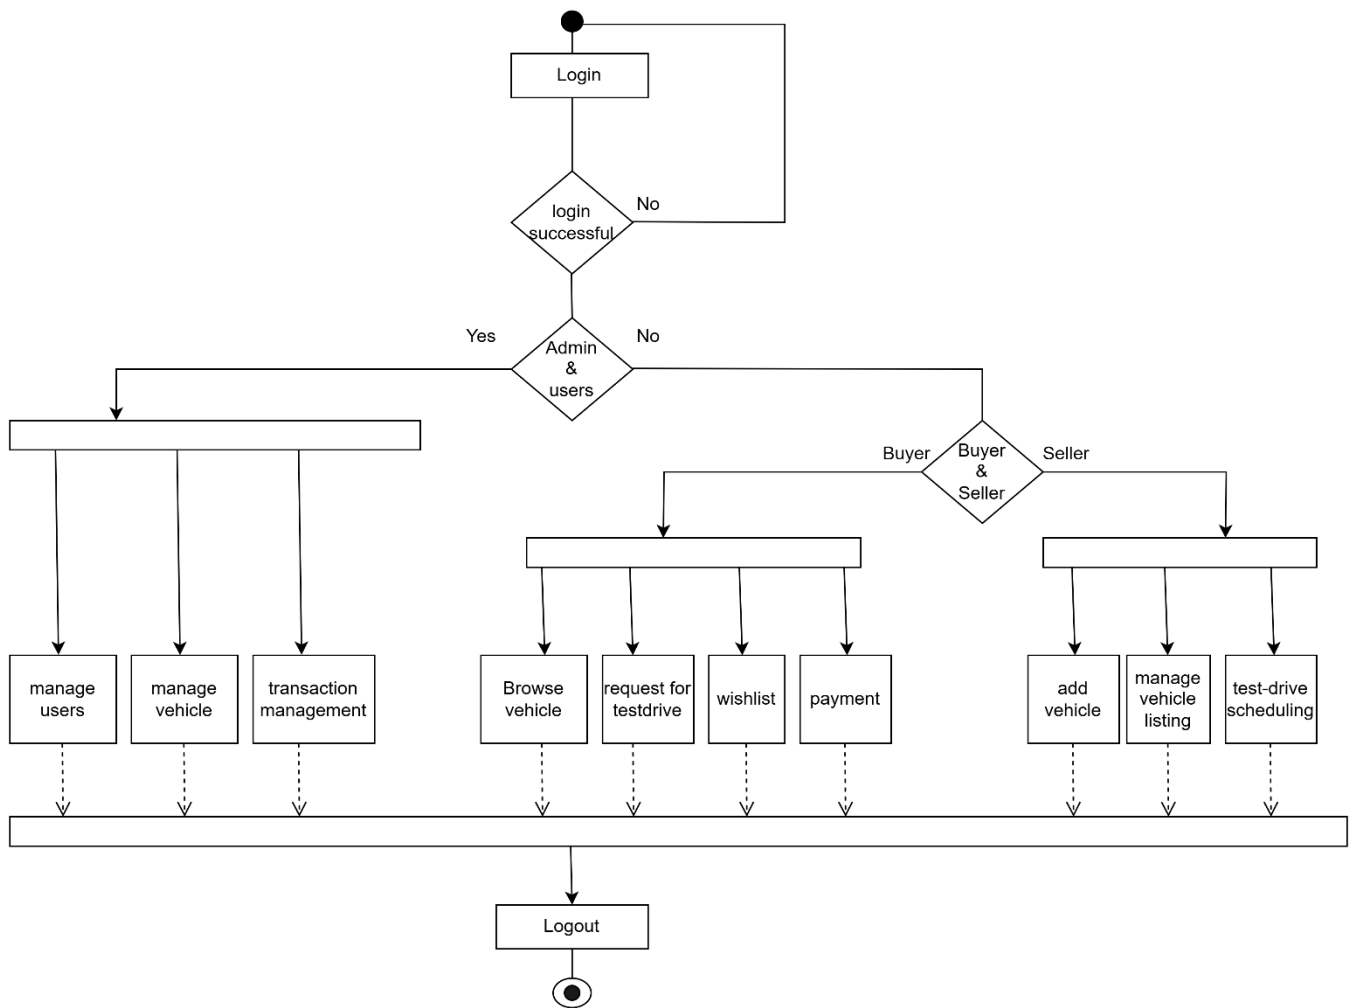 Login
No
login
successful
Yes
No
Admin
&
users
Buyer
Buyer
&
Seller
Seller
manage
users
manage
vehicle
transaction
management
Browse
vehicle
request for
testdrive
wishlist
payment
add
vehicle
manage
vehicle
listing
test-drive
scheduling
Logout